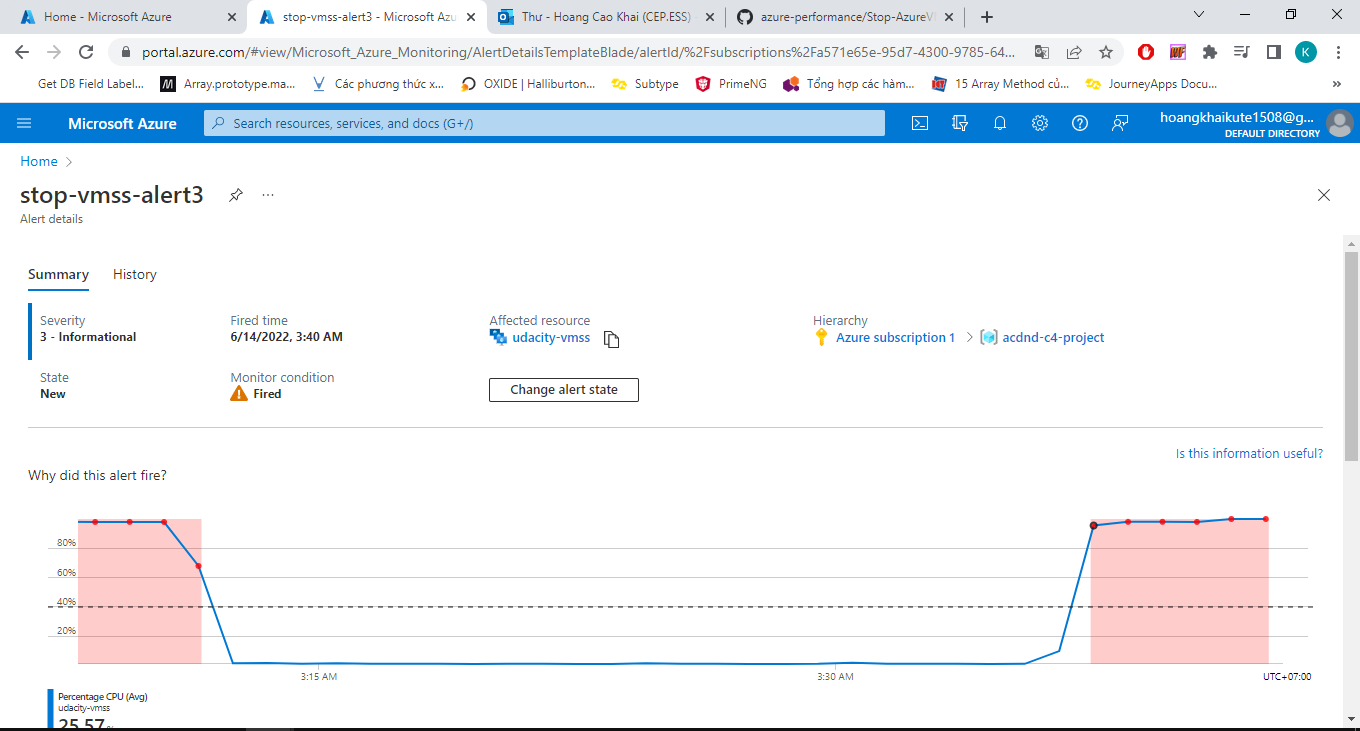 Home - Microsoft Azure
stop-vmss-alert3 - Microsoft Azu
Thư - Hoang Cao Khai (CEP.ESS)
azure-performance/Stop-AzureV
portal.azure.com/#view/Microsoft_Azure_Monitoring/AlertDetailsTemplateBlade/alertId/%2Fsubscriptions%2Fa571e65e-95d7-4300-9785-64...
K
Get DB Field Label...
Array.prototype.ma...
Các phương thức x...
OXIDE | Halliburton...
Subtype
PrimeNG
Tổng hợp các hàm...
15 Array Method củ...
JourneyApps Docu...
»
Microsoft Azure
Search resources, services, and docs (G+/)
hoangkhaikute1508@g...
DEFAULT DIRECTORY
Home >
stop-vmss-alert3
...
Alert details
Summary
History
Severity
3 - Informational
Fired time
6/14/2022, 3:40 AM
Affected resource
udacity-vmss
Hierarchy
Azure subscription 1 > acdnd-c4-project
State
New
Monitor condition
Fired
Change alert state
Is this information useful?
Why did this alert fire?
80%
60%
40%
20%
3:15 AM
3:30 AM
UTC+07:00
Percentage CPU (Avg)
udacity-vmss
25.57 %